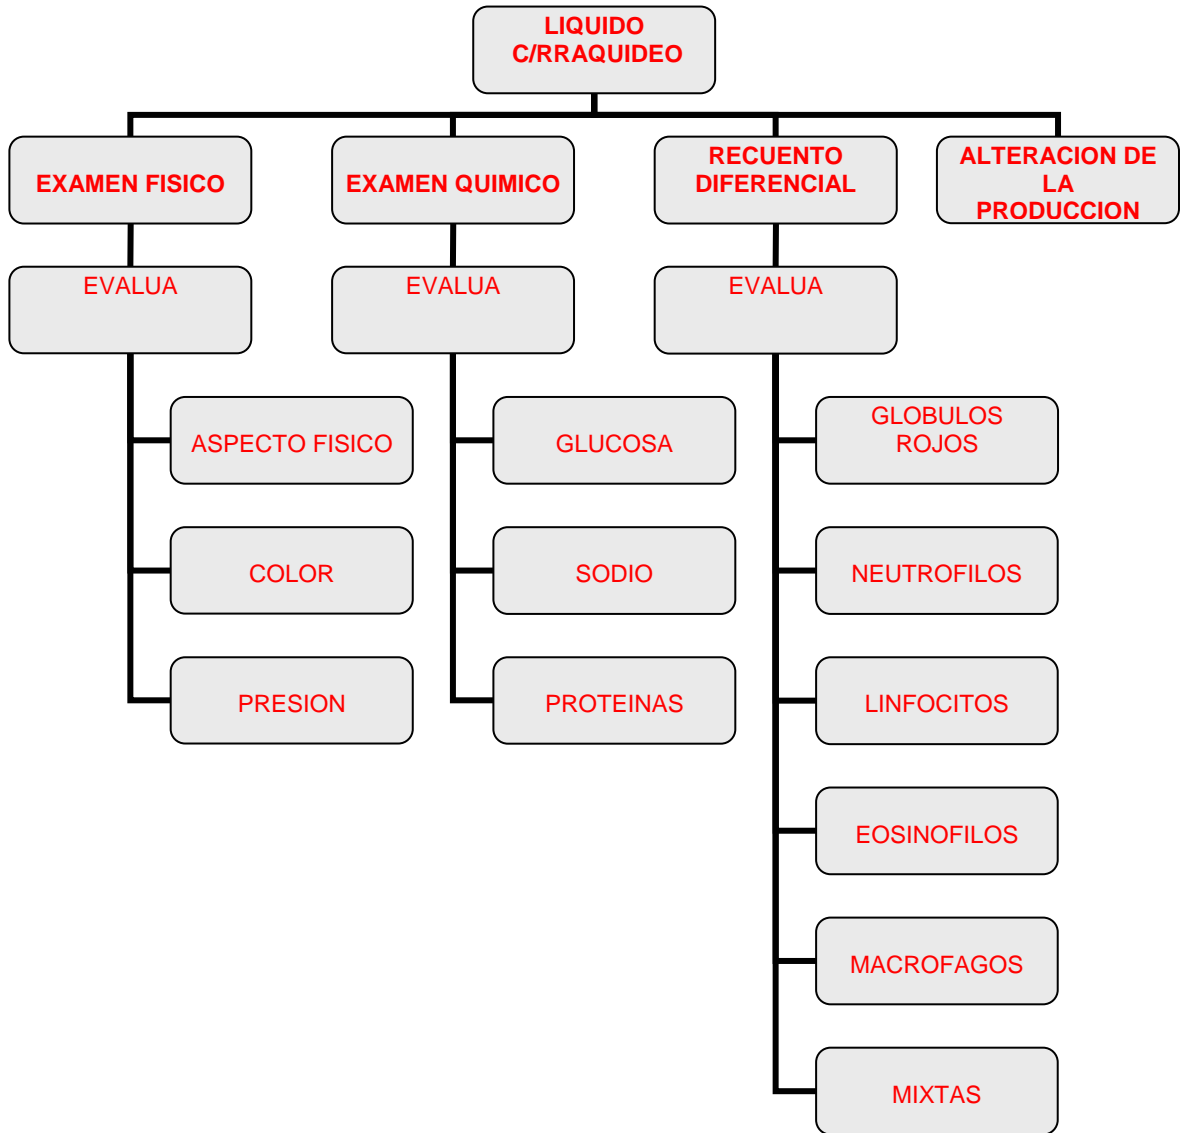 LIQUIDO
C/RRAQUIDEO
EXAMEN FISICO
EXAMEN QUIMICO
RECUENTO
DIFERENCIAL
ALTERACION DE
LA
PRODUCCION
EVALUA
EVALUA
EVALUA
ASPECTO FISICO
GLUCOSA
GLOBULOS
ROJOS
COLOR
SODIO
NEUTROFILOS
PRESION
PROTEINAS
LINFOCITOS
EOSINOFILOS
MACROFAGOS
MIXTAS